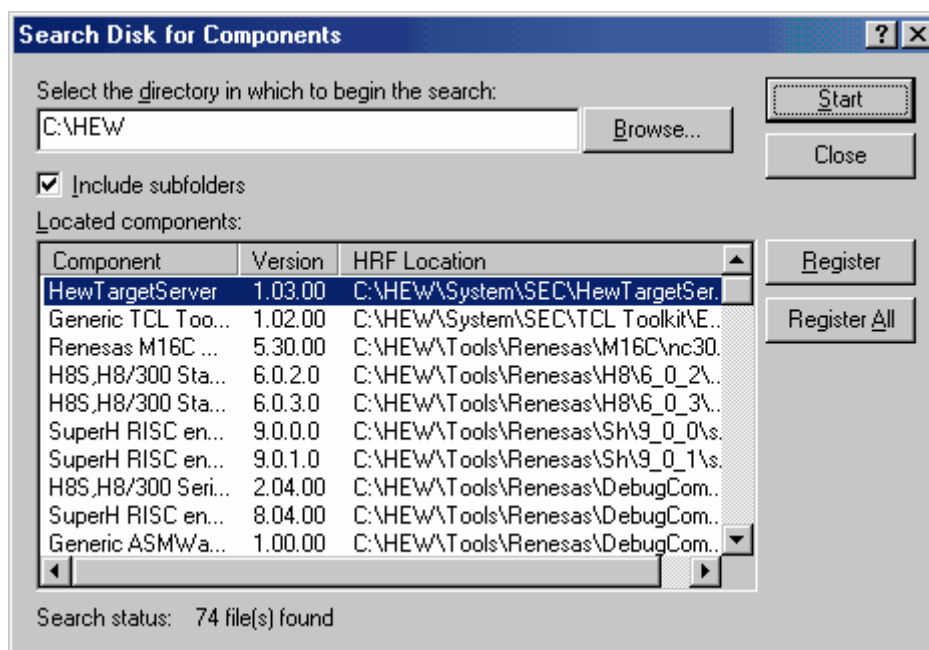 Search Disk for Components
Select the directory in which to begin the search:
Start
C:\HEW
Browse...
Close
Include subfolders
Located components:
Component Version HRF Location
Register
HewTargetServer 1.03.00 C:\HEW\System\SEC\HewTargetSer.
Generic TCL Too... 1.02.00 C:\HEW\System\SEC\TCL Toolkit\E...
Register All
Renesas M16C ... 5.30.00 C:\HEW\Tools\Renesas\M16C\nc30.
H8S,H8/300 Sta... 6.0.2.0 C:\HEW\Tools\Renesas\H8\6_0_2\..
H8S,H8/300 Sta... 6.0.3.0 C:\HEW\Tools\Renesas\H8\6_0_3\..
SuperH RISC en... 9.0.0.0 C:\HEW\Tools\Renesas\Sh\9_0_0\s.
SuperH RISC en... 9.0.1.0 C:\HEW\Tools\Renesas\Sh\9_0_1\s.
H8S,H8/300 Seri... 2.04.00 C:\HEW\Tools\Renesas\DebugCom..
SuperH RISC en... 8.04.00 C:\HEW\Tools\Renesas\DebugCom..
Generic ASMWa... 1.00.00 C:\HEW\Tools\Renesas\DebugCom..
Search status: 74 file(s) found